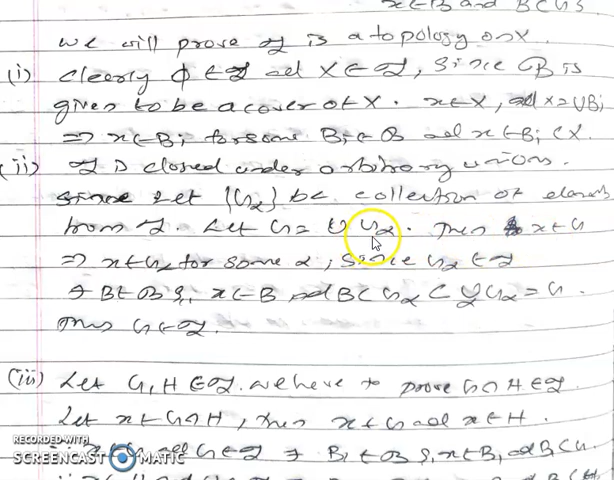 x∈B and B⊂G}
we will prove 𝒯 is a topology on X.
(i) Clearly ϕ∈𝒯 and X∈𝒯, since ℬ is
given to be a cover of X. x∈X, and X=∪Bi
⇒ x∈Bi for some Bi∈ℬ and x∈Bi⊂X.
(ii) 𝒯 is closed under arbitrary unions.
since Let {Gα} be collection of elements
from 𝒯. Let G = ∪Gα. Then x∈G
⇒ x∈Gα for some α, since Gα∈𝒯
∃ B∈ℬ s, x∈B and B⊂Gα⊂∪Gα=G.
Thus G∈𝒯.
(iii) Let G,H∈𝒯. we have to prove G∩H∈𝒯
Let x∈G∩H, then x∈G and x∈H.
∵ x∈G and G∈𝒯 ∃ B1∈ℬ s, x∈B1 and B⊂G.
RECORDED WITH
SCREENCAST MATIC